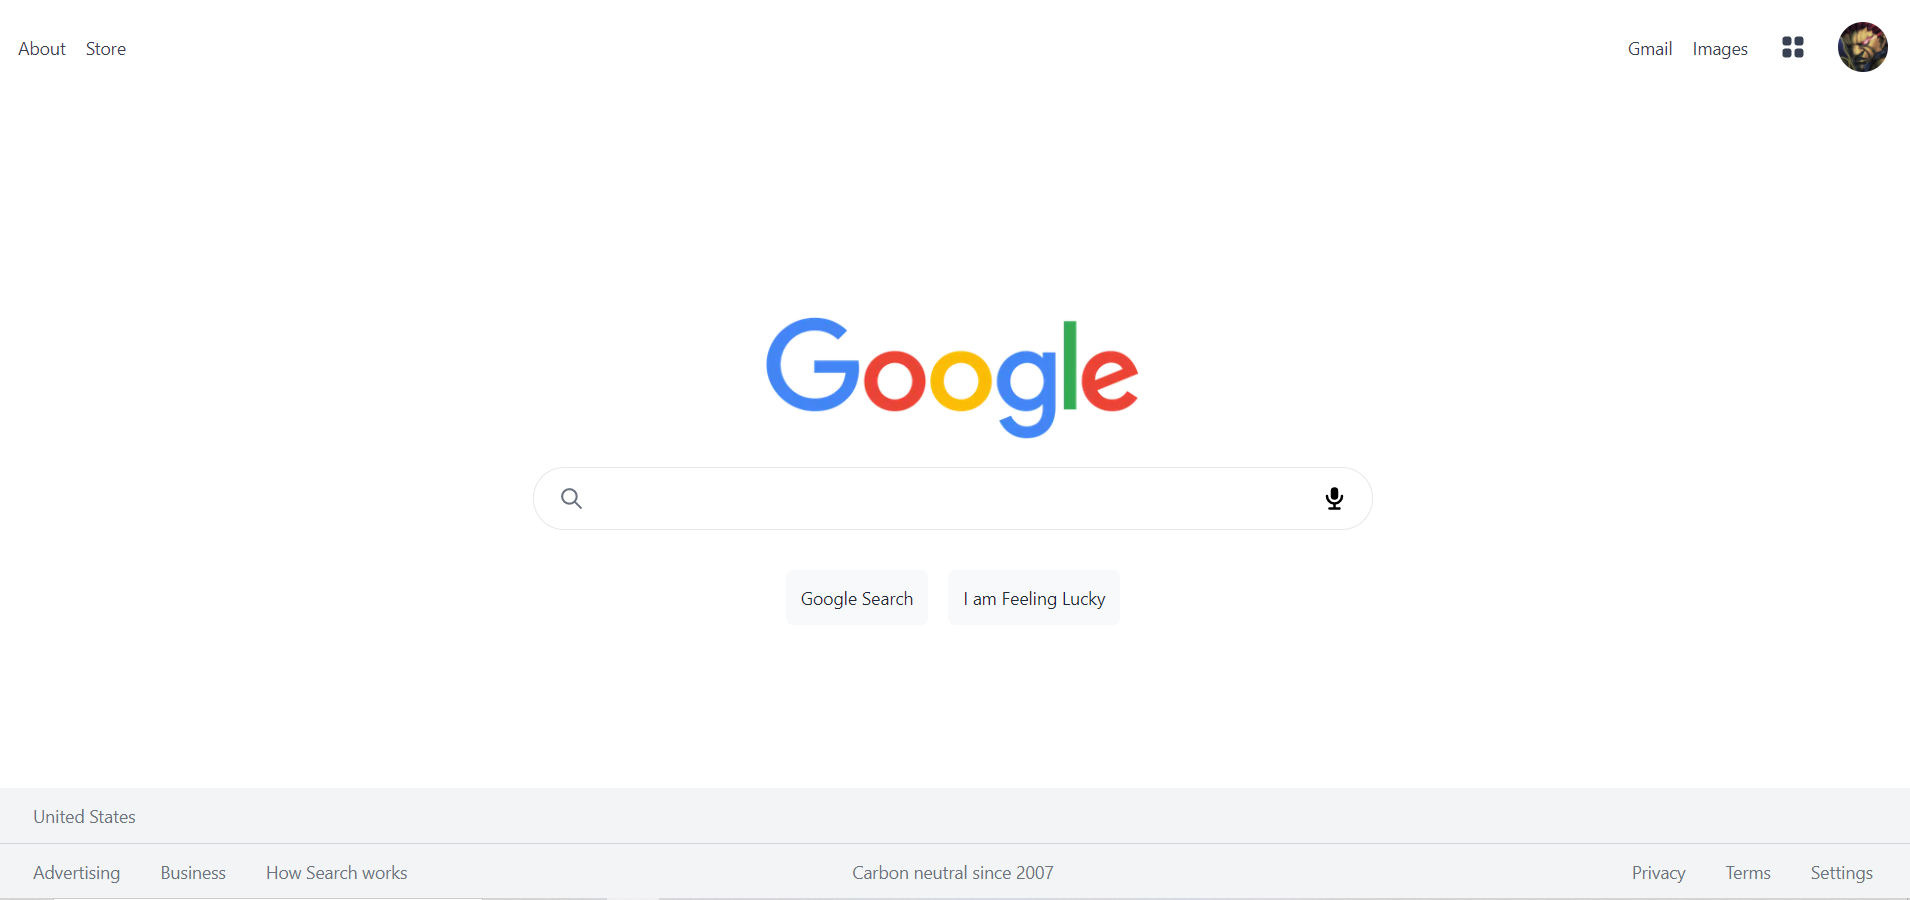 About Store Gmail Images
Google
Google Search I am Feeling Lucky
United States
Advertising Business How Search works Carbon neutral since 2007 Privacy Terms Settings